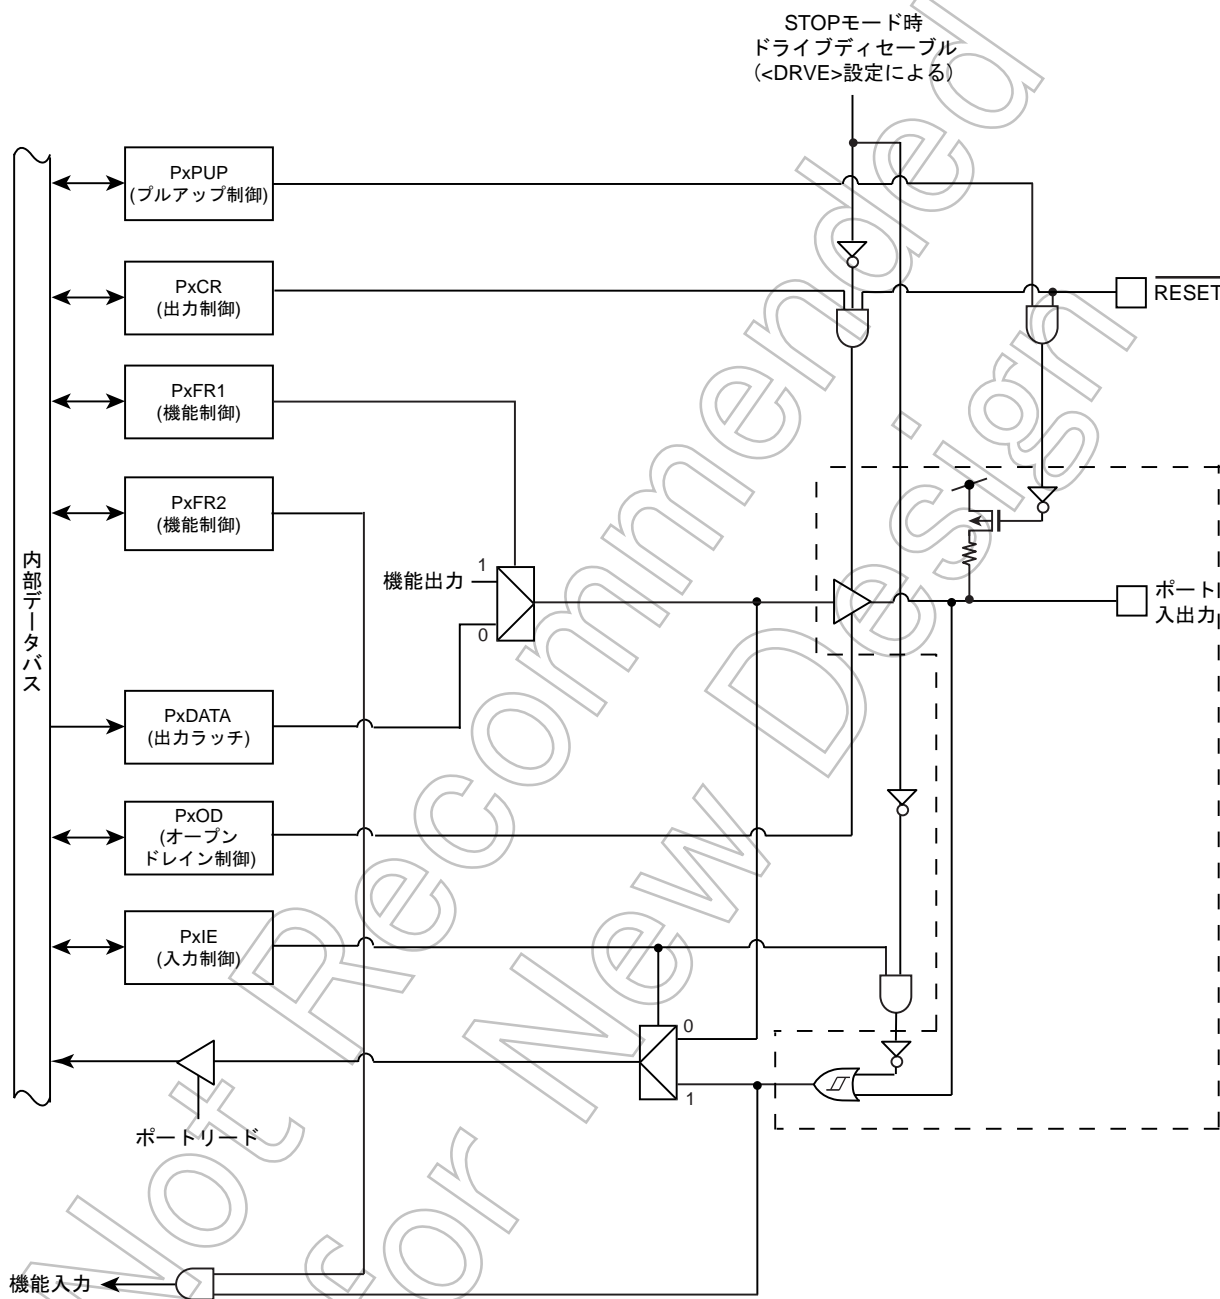 STOPモード時
ドライブディセーブル
(<DRVE>設定による)
PxPUP
(プルアップ制御)
PxCR
(出力制御)
RESET
PxFR1
(機能制御)
PxFR2
(機能制御)
内部データバス
機能出力
1
0
ポート
入出力
PxDATA
(出力ラッチ)
PxOD
(オープン
ドレイン制御)
PxIE
(入力制御)
0
1
ポートリード
機能入力
Not Recommended
for New Design